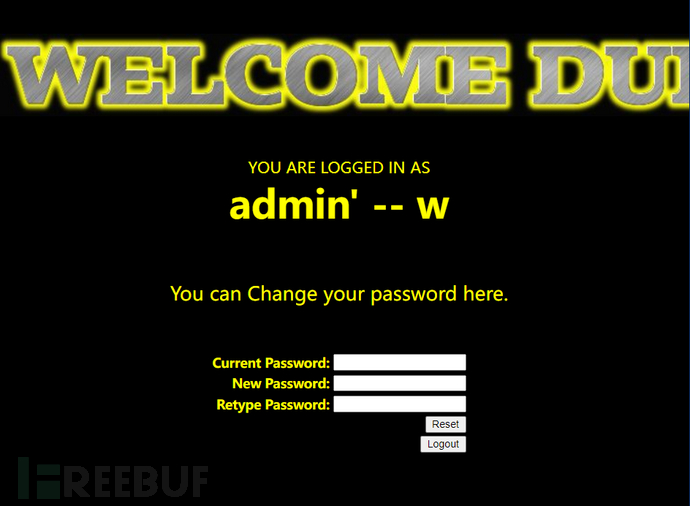 WELCOME DU
YOU ARE LOGGED IN AS
admin' -- w
You can Change your password here.
Current Password:
New Password:
Retype Password:
Reset
Logout
FREEBUF